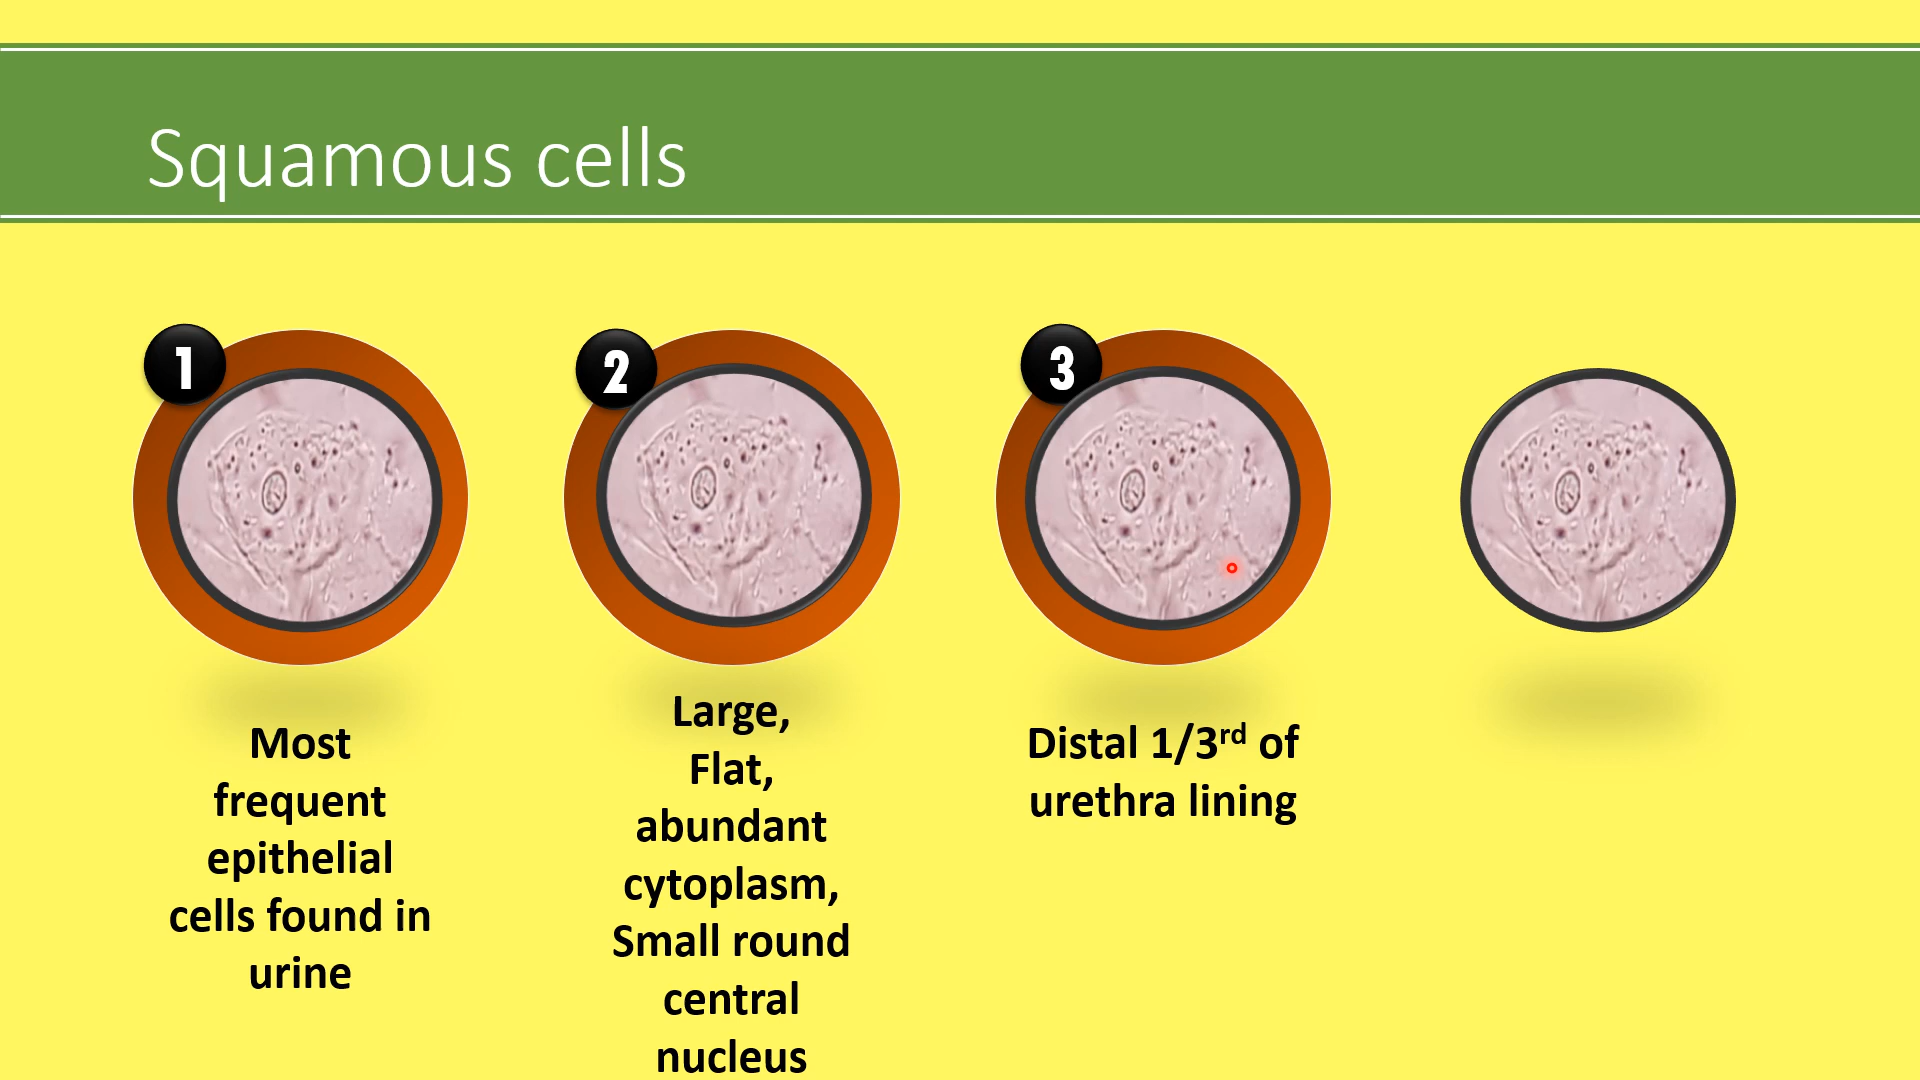 Squamous cells
1
Most
frequent
epithelial
cells found in
urine
2
Large,
Flat,
abundant
cytoplasm,
Small round
central
nucleus
3
Distal 1/3rd of
urethra lining